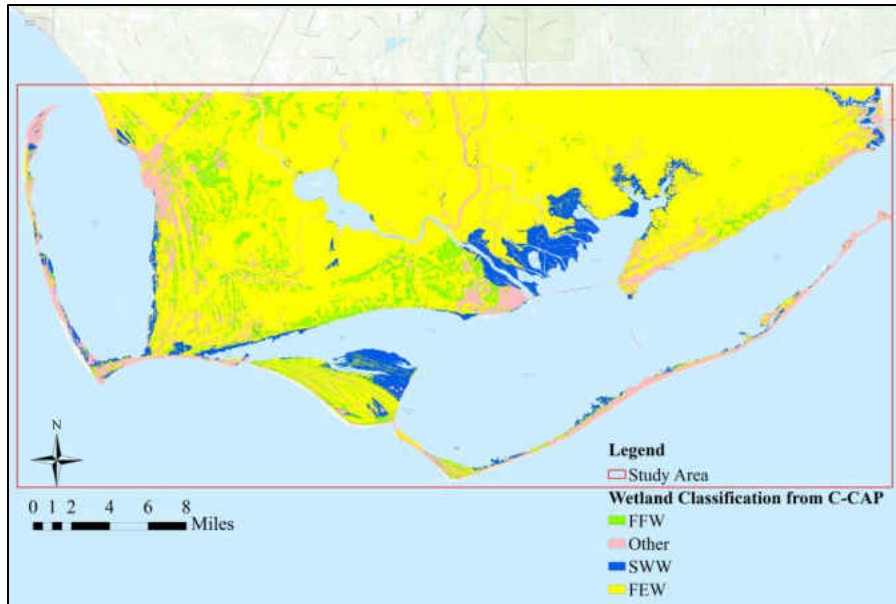 N
0 1 2 4 6 8
Miles
Legend
Study Area
Wetland Classification from C-CAP
FFW
Other
SWW
FEW